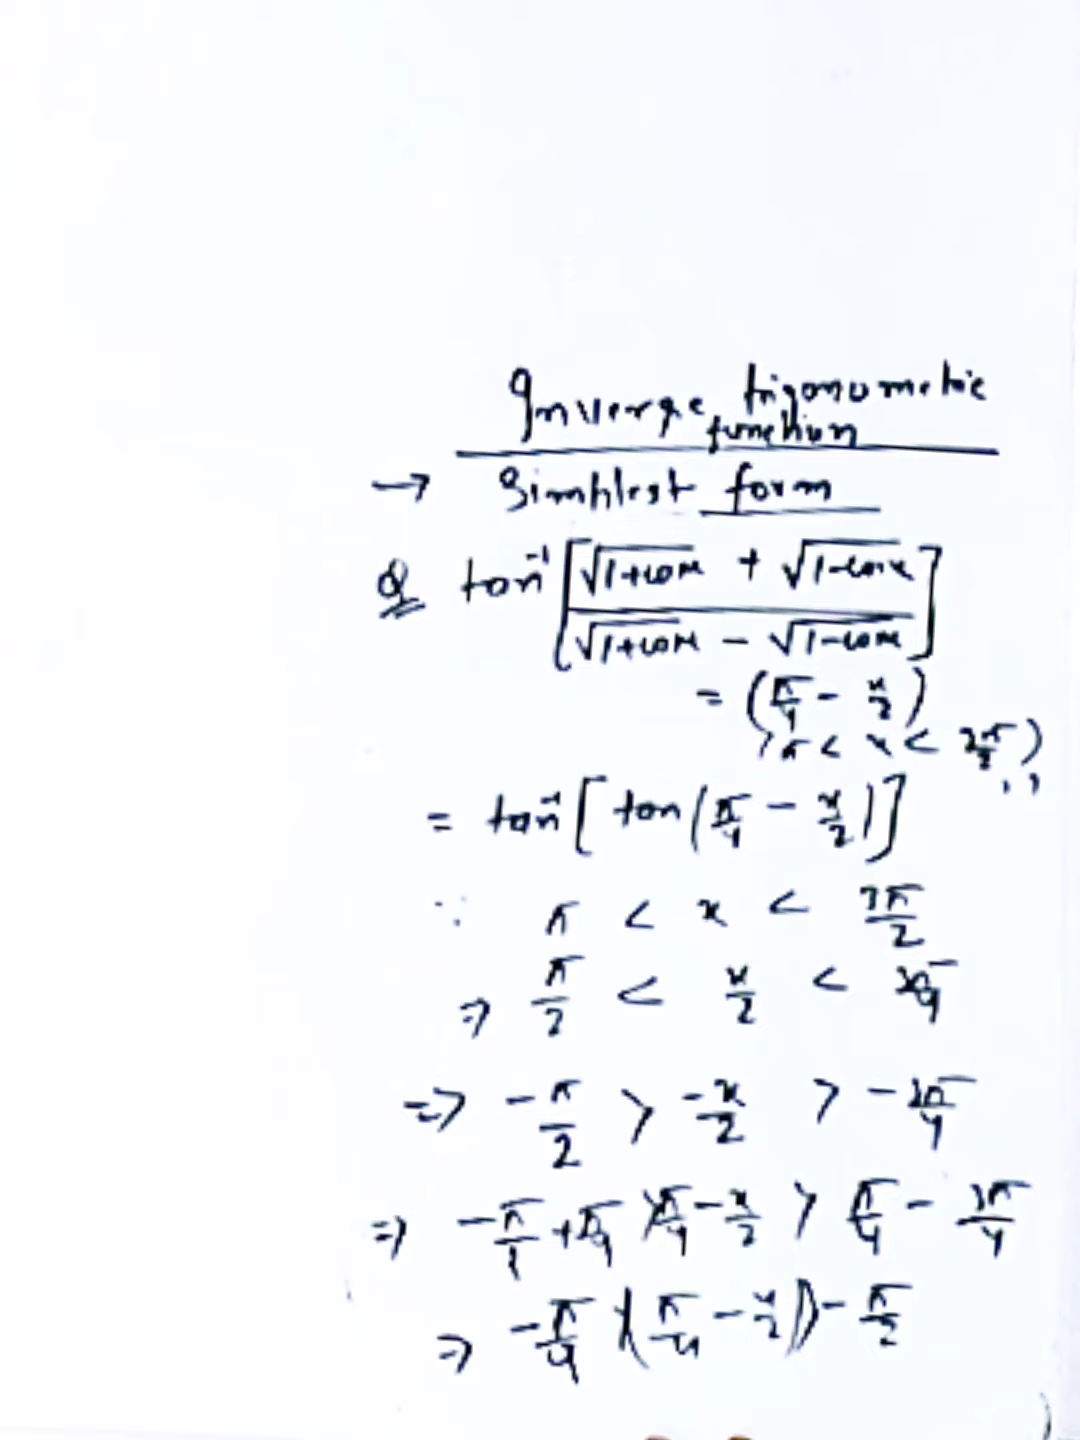 Inverse trigonometric
function
→ Simplest form
Q tan⁻¹ [(√1+cosx + √1-cosx) / (√1+cosx - √1-cosx)]
= (π/4 - x/2)
, π < x < 3π/2)
= tan⁻¹ [tan(π/4 - x/2)]
∵ π < x < 3π/2
⇒ π/2 < x/2 < 3π/4
⇒ -π/2 > -x/2 > -3π/4
⇒ -π/2 + π/4 > π/4 - x/2 > π/4 - 3π/4
⇒ -π/4 > (π/4 - x/2) > -π/2